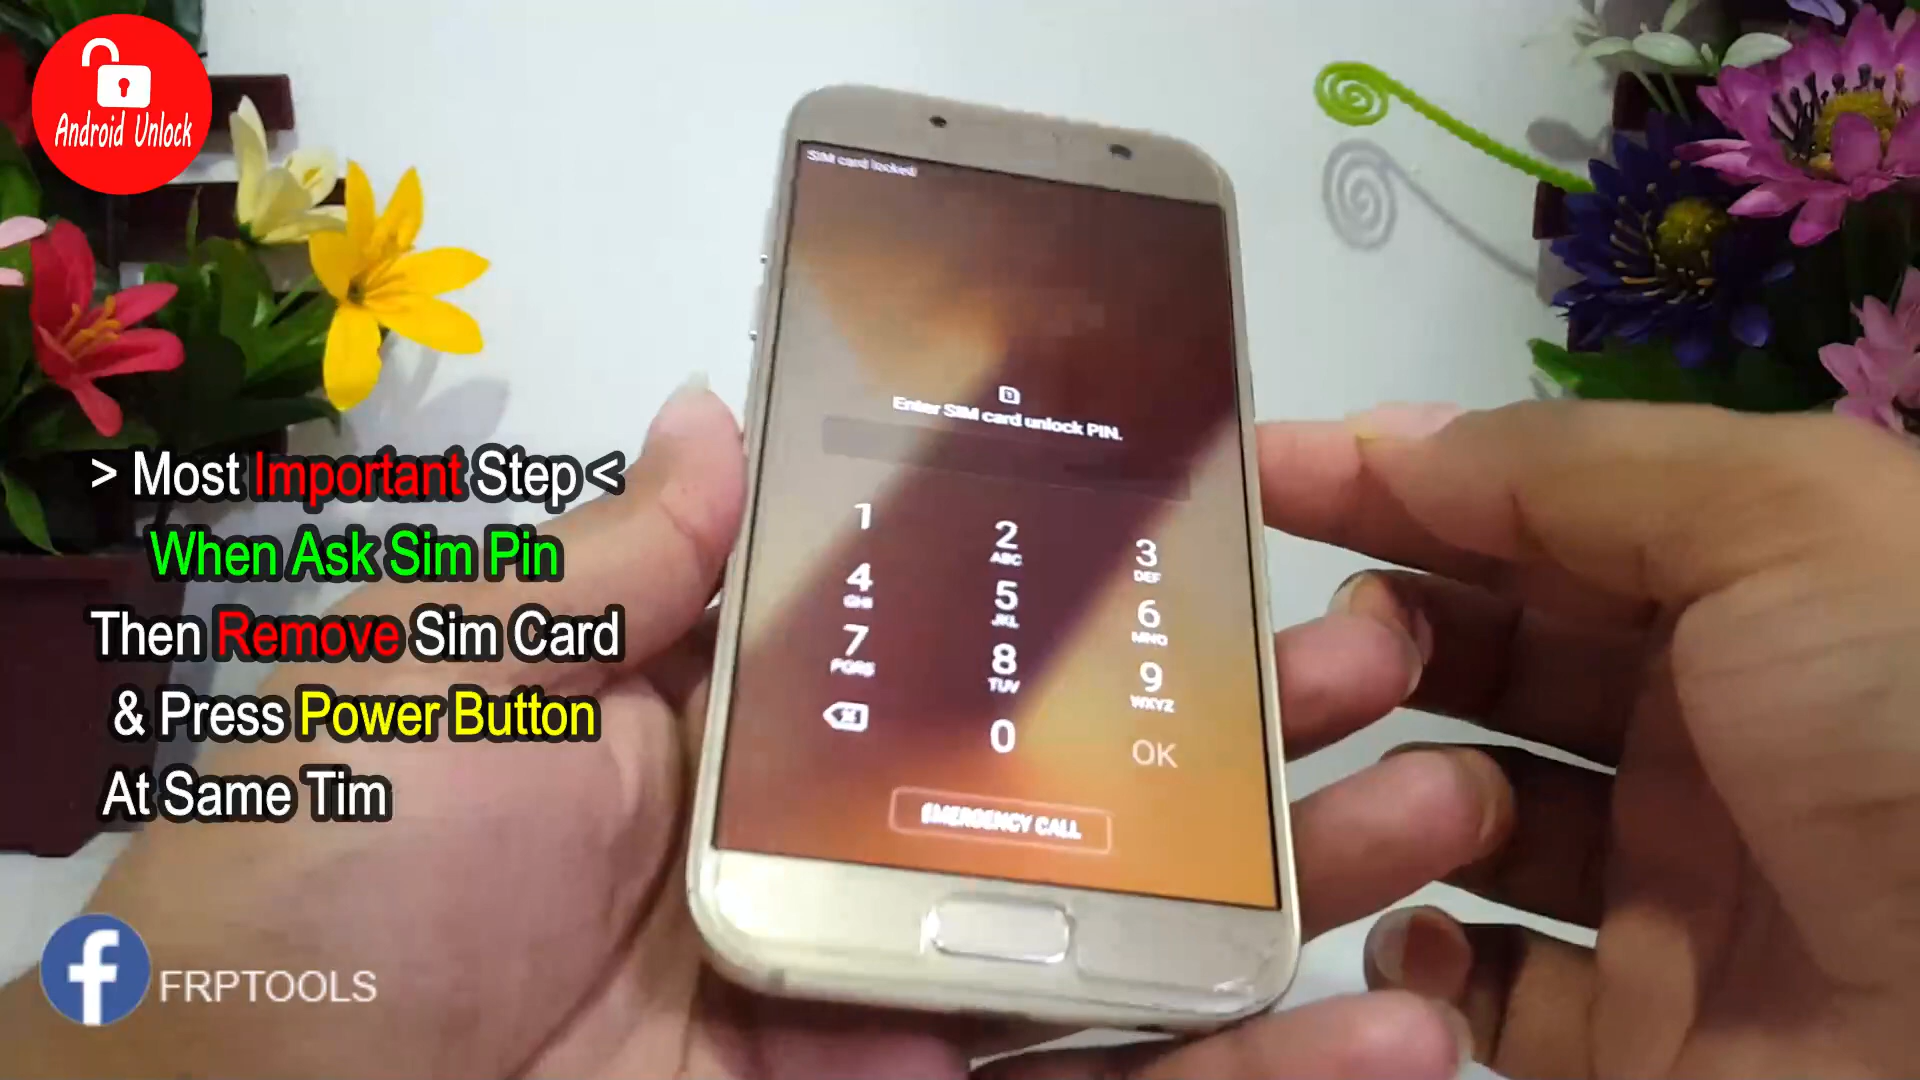 Android Unlock
SIM card locked
Enter SIM card unlock PIN.
> Most Important Step <
When Ask Sim Pin
Then Remove Sim Card
& Press Power Button
At Same Tim
1
2 ABC
3 DEF
4 GHI
5 JKL
6 MNO
7 PQRS
8 TUV
9 WXYZ
0
OK
EMERGENCY CALL
f FRPTOOLS